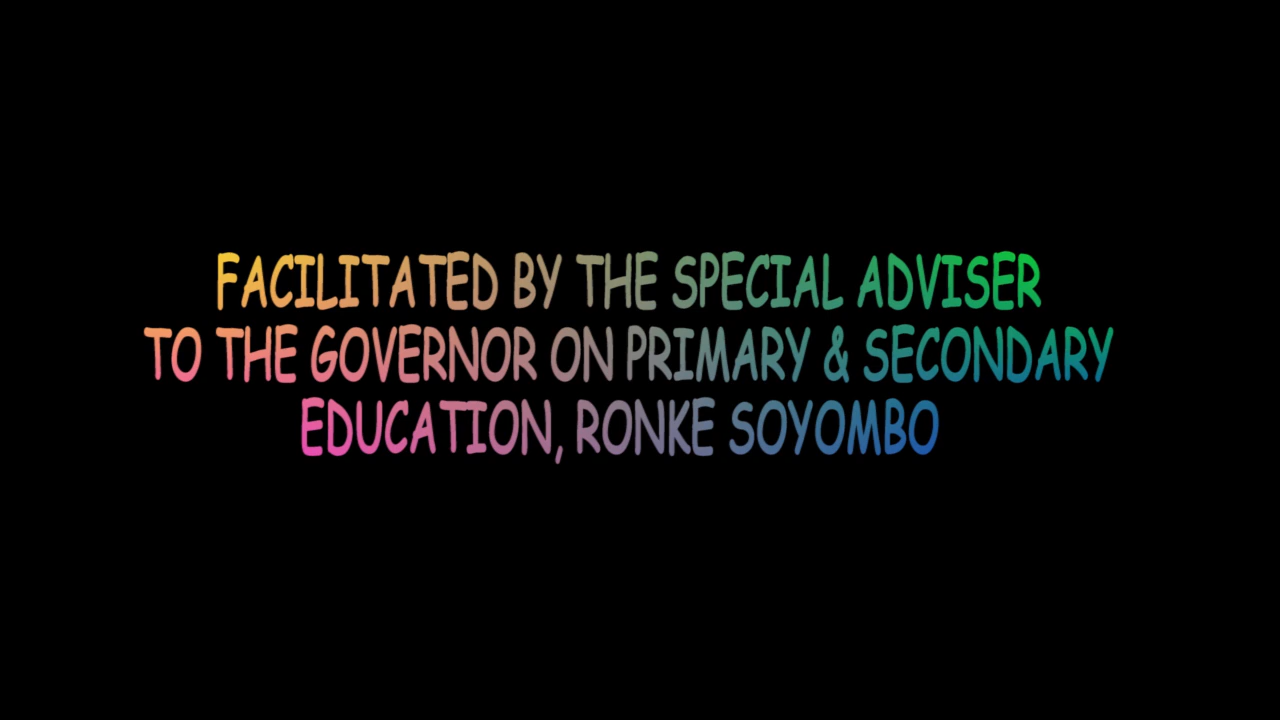 FACILITATED BY THE SPECIAL ADVISER
TO THE GOVERNOR ON PRIMARY & SECONDARY
EDUCATION, RONKE SOYOMBO